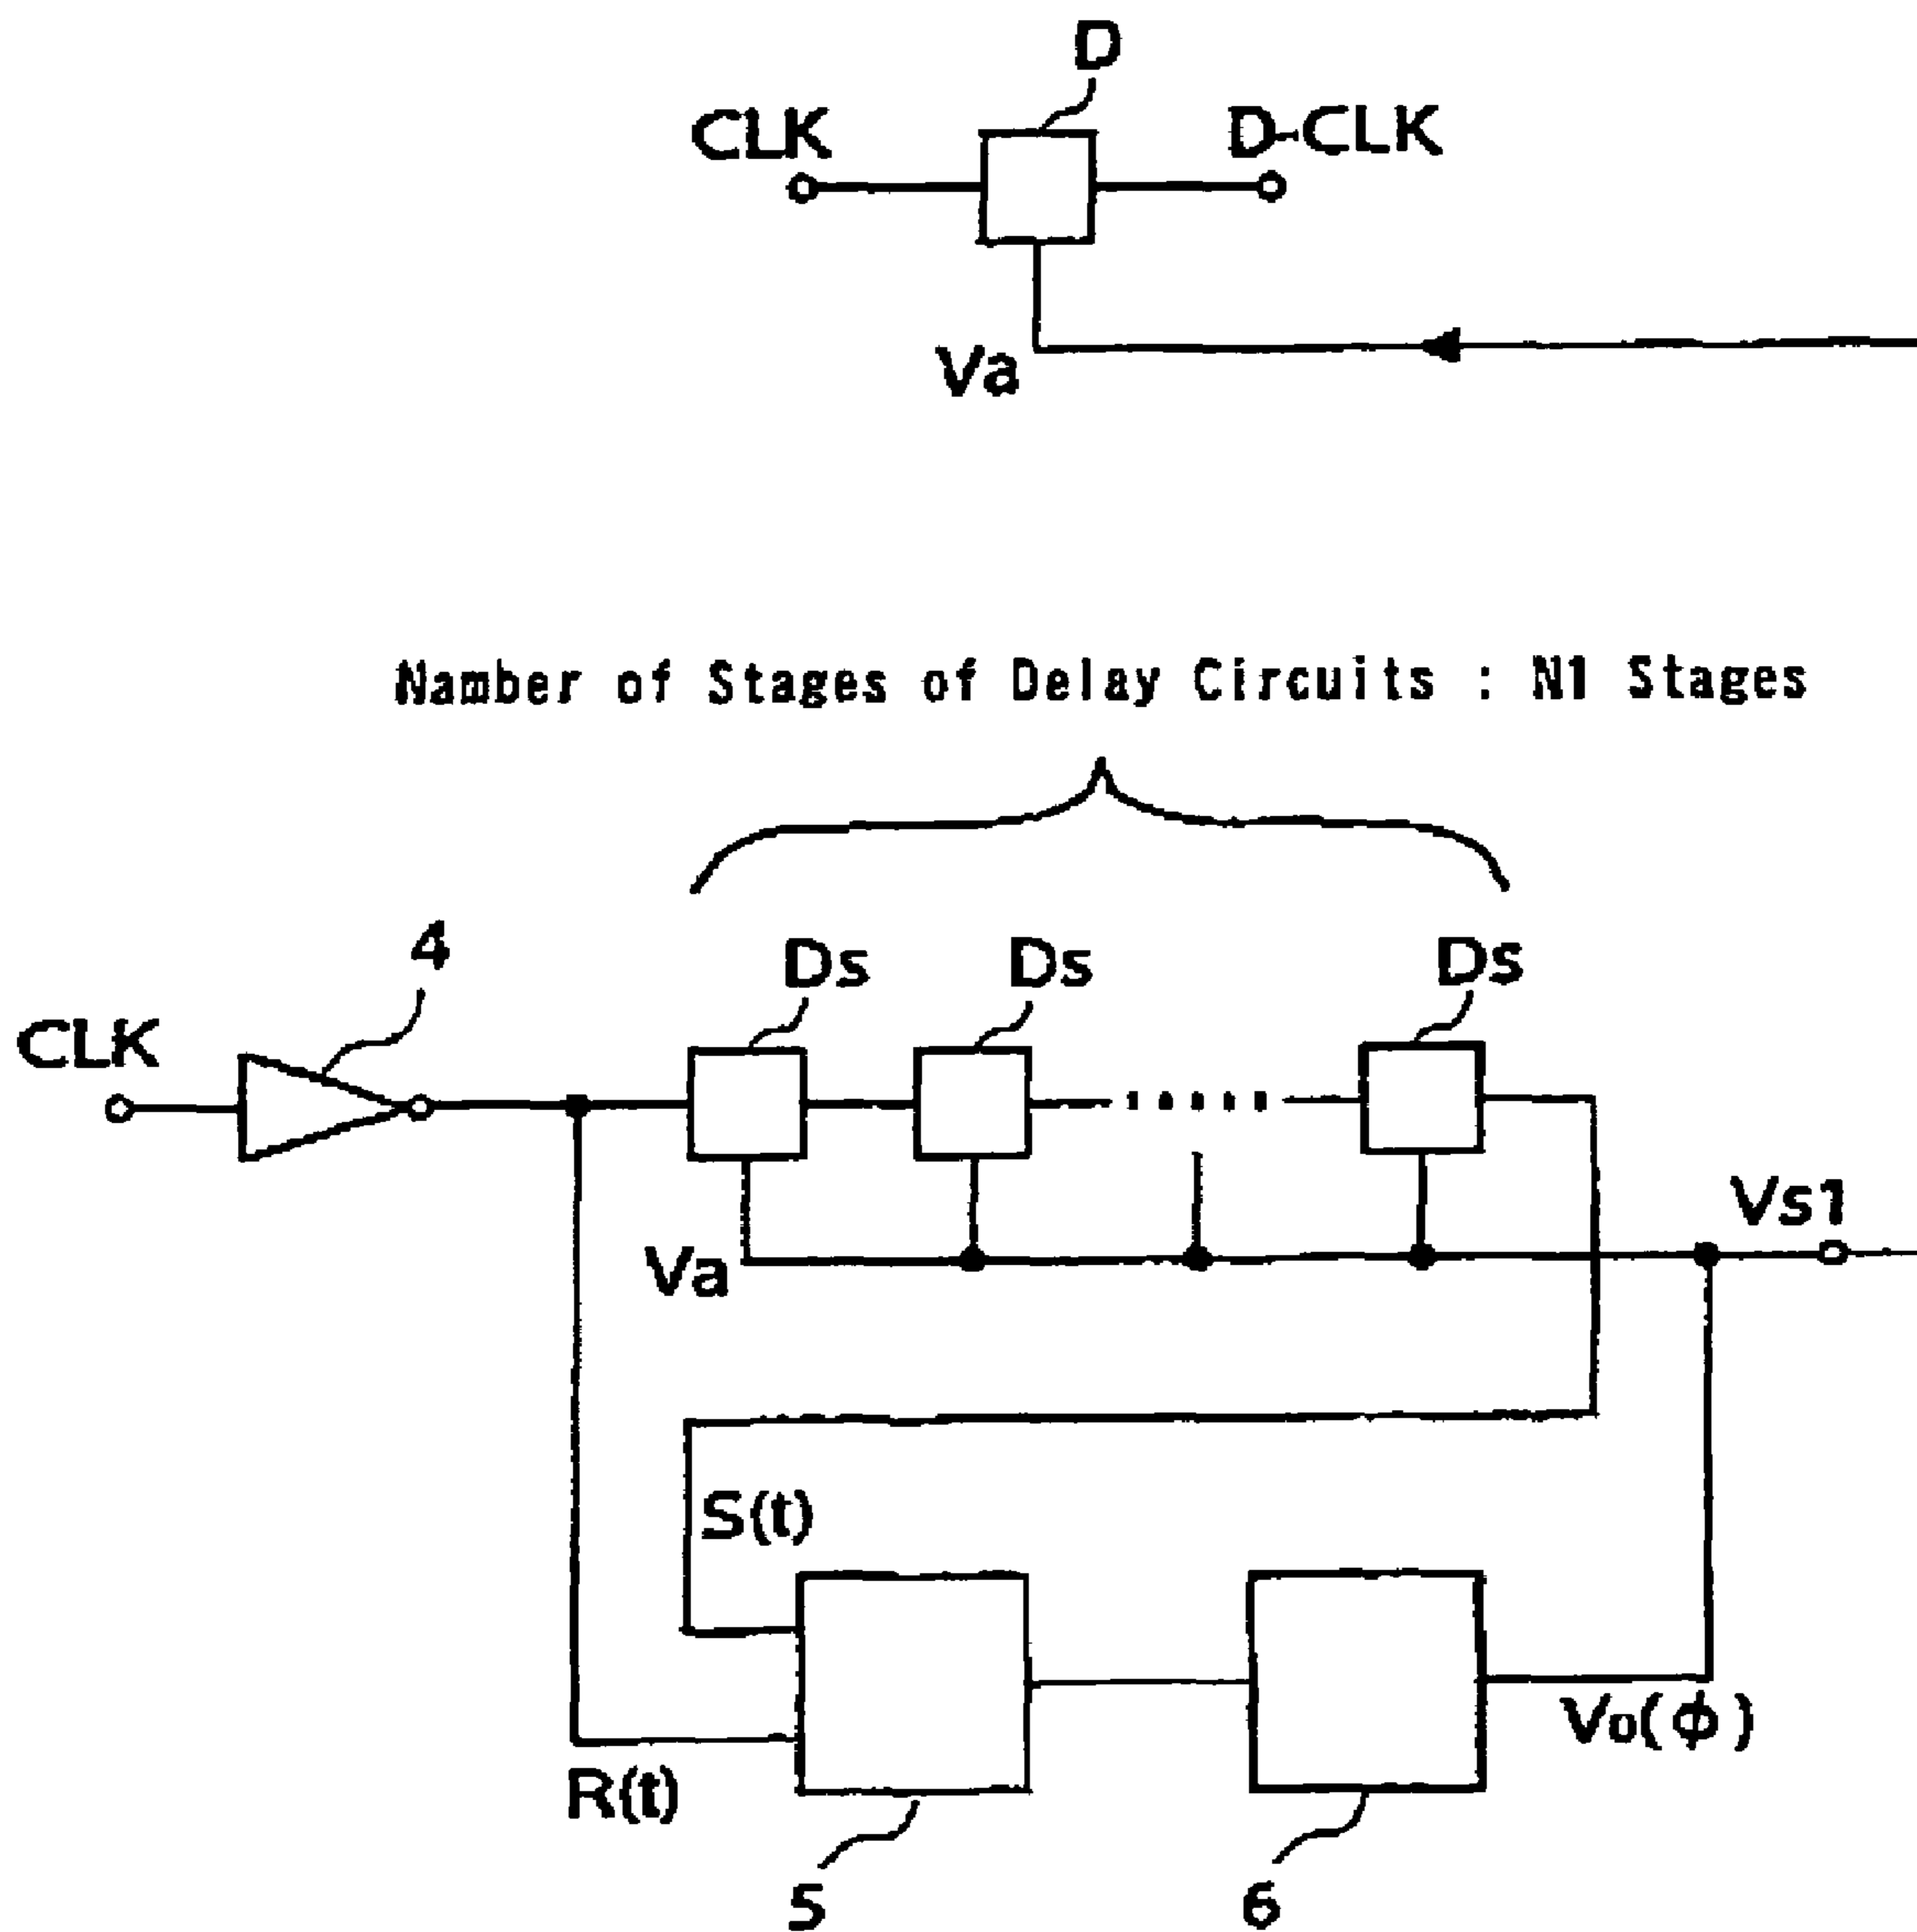 D
CLK
D-CLK
Va
Namber of Stages of Delay Circuits : N1 Stages
4
Ds
Ds
Ds
CLK
Vs1
Va
S(t)
Vo(ϕ)
R(t)
5
6